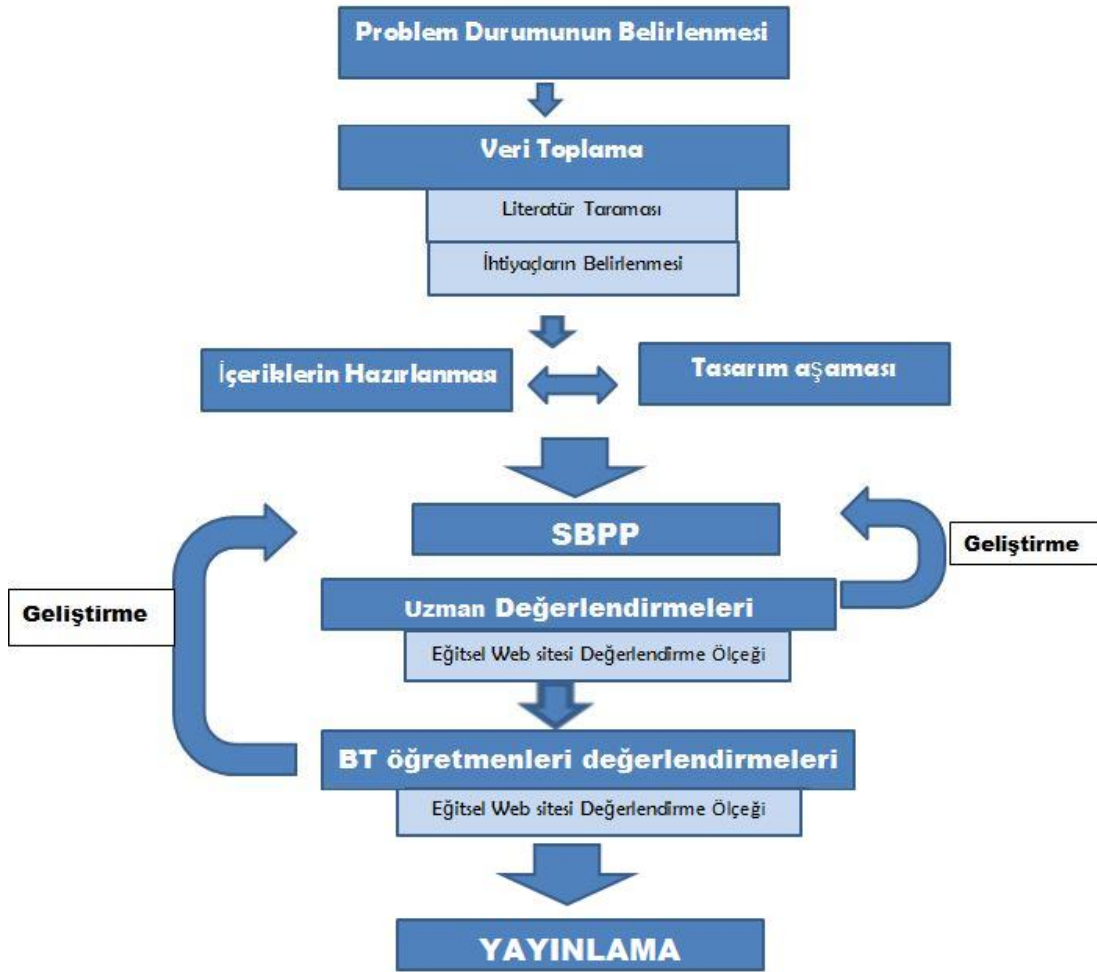 Problem Durumunun Belirlenmesi
Veri Toplama
Literatür Taraması
İhtiyaçların Belirlenmesi
İçeriklerin Hazırlanması
Tasarım aşaması
SBPP
Geliştirme
Uzman Değerlendirmeleri
Geliştirme
Eğitsel Web sitesi Değerlendirme Ölçeği
BT öğretmenleri değerlendirmeleri
Eğitsel Web sitesi Değerlendirme Ölçeği
YAYINLAMA